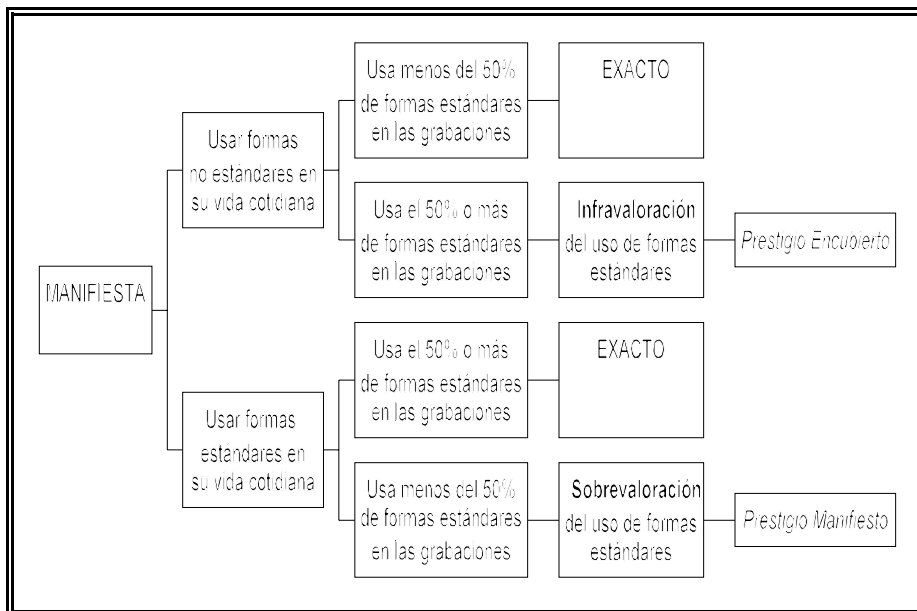 MANIFIESTA
Usar formas
no estándares en
su vida cotidiana
Usa menos del 50%
de formas estándares
en las grabaciones
EXACTO
Usa el 50% o más
de formas estándares
en las grabaciones
Infravaloración
del uso de formas
estándares
Prestigio Encubierto
Usar formas
estándares en
su vida cotidiana
Usa el 50% o más
de formas estándares
en las grabaciones
EXACTO
Usa menos del 50%
de formas estándares
en las grabaciones
Sobrevaloración
del uso de formas
estándares
Prestigio Manifiesto